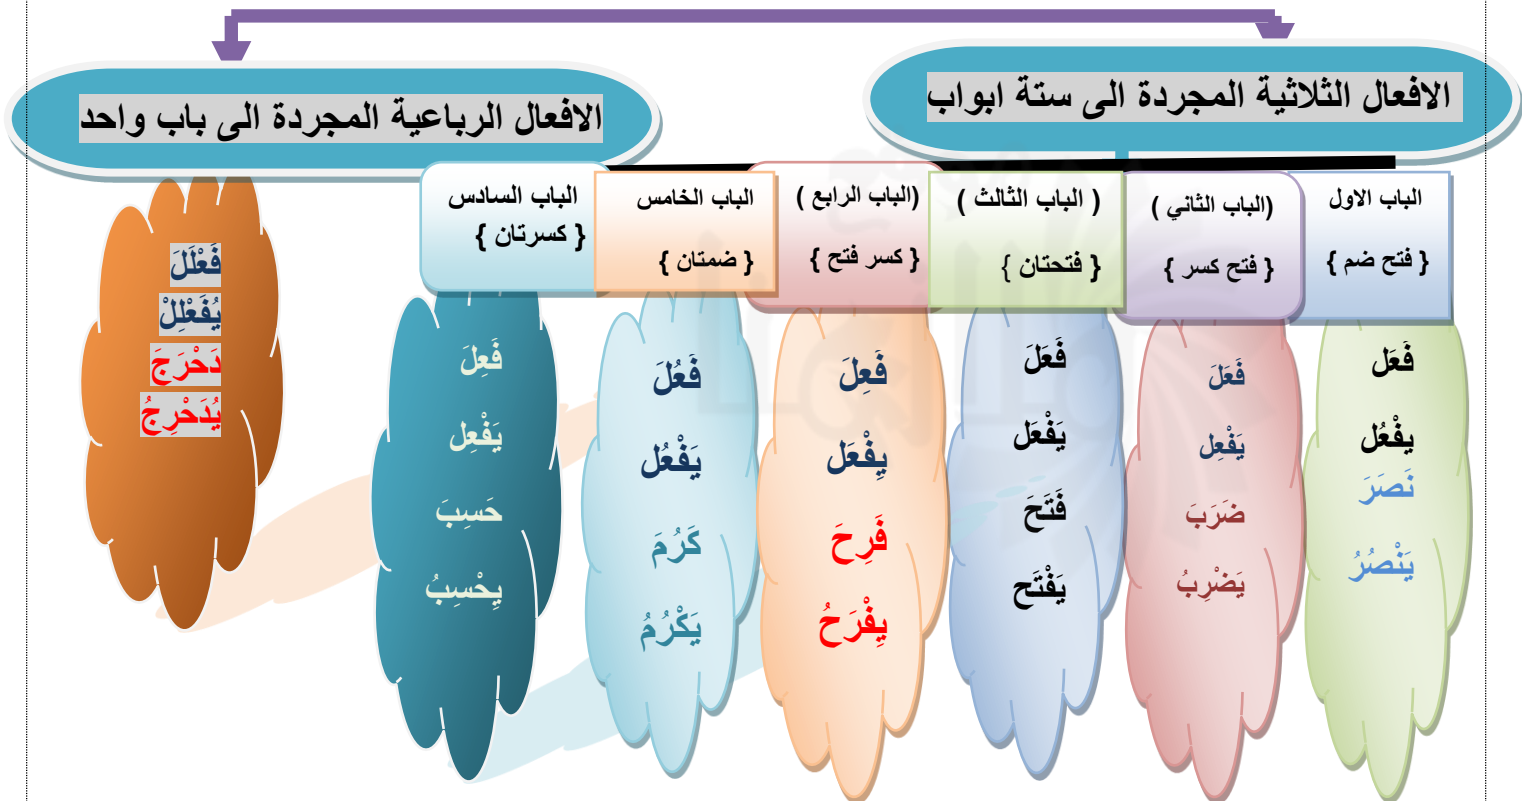 الافعال الثلاثية المجردة الى ستة ابواب
الافعال الرباعية المجردة الى باب واحد
الباب الاول
{ فتح ضم }
فَعَل
يفْعُل
نَصَرَ
يَنْصُرُ
(الباب الثاني )
{ فتح كسر }
فَعَلَ
يَفْعِل
ضَرَبَ
يَضْرِبُ
( الباب الثالث )
{ فتحتان }
فَعَلَ
يَفْعَل
فَتَحَ
يَفْتَح
(الباب الرابع )
{ كسر فتح }
فَعِلَ
يِفْعَل
فَرِحَ
يِفْرَحُ
الباب الخامس
{ ضمتان }
فَعُلَ
يَفْعُل
كَرُمَ
يَكْرُمُ
الباب السادس
{ كسرتان }
فَعِلَ
يَفْعِل
حَسِبَ
يِحْسِبُ
فَعْلَلَ
يُفَعْلِلْ
دَحْرَجَ
يُدَحْرِجُ